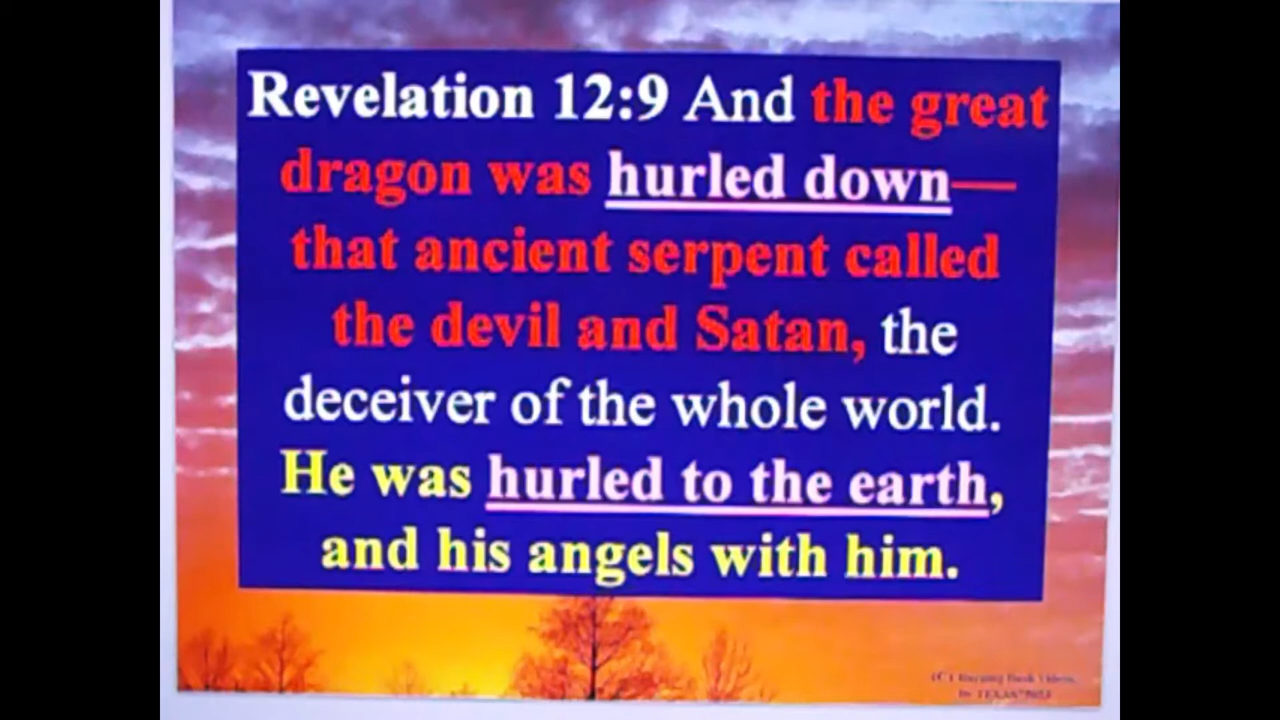 Revelation 12:9 And the great
dragon was hurled down—
that ancient serpent called
the devil and Satan, the
deceiver of the whole world.
He was hurled to the earth,
and his angels with him.